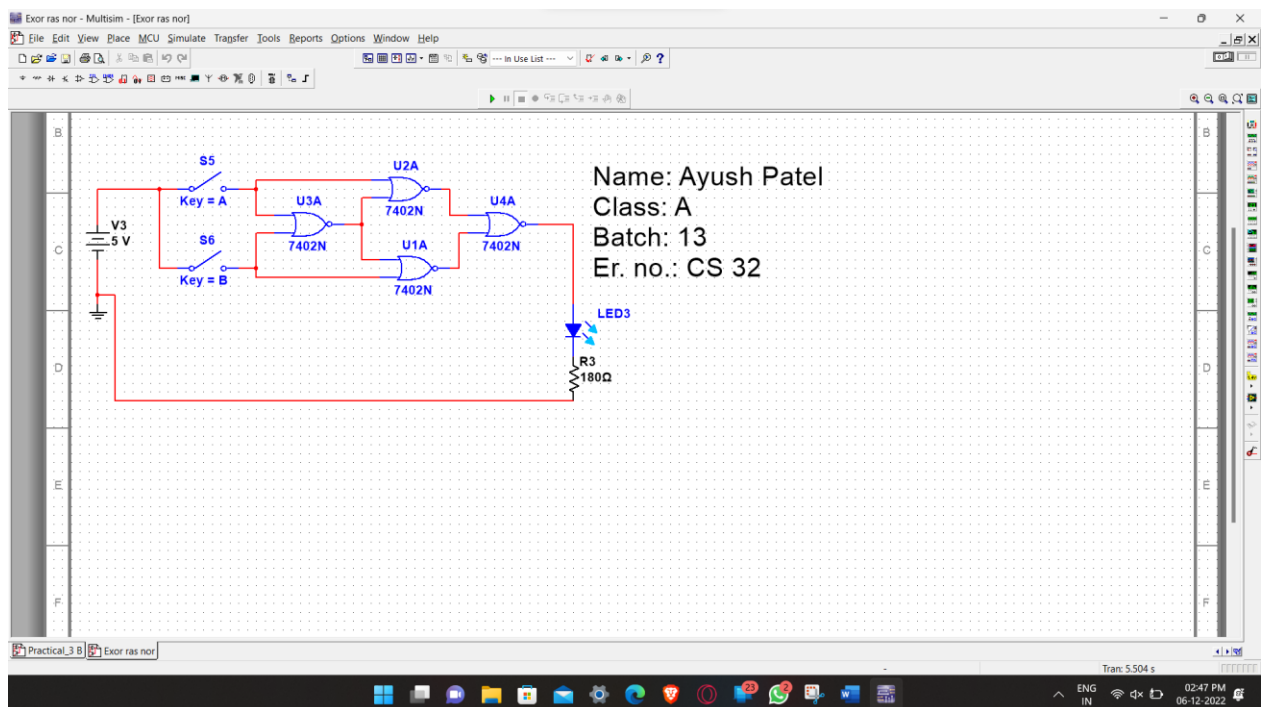 Exor ras nor - Multisim - [Exor ras nor]
File Edit View Place MCU Simulate Transfer Tools Reports Options Window Help
--- In Use List ---
B
B
S5
Key = A
U2A
7402N
U3A
7402N
U4A
7402N
V3
5 V
S6
Key = B
U1A
7402N
C
C
Name: Ayush Patel
Class: A
Batch: 13
Er. no.: CS 32
LED3
R3
180Ω
D
D
E
E
F
F
Practical_3 B
Exor ras nor
-
Tran: 5.504 s
23
2
ENG
IN
02:47 PM
06-12-2022